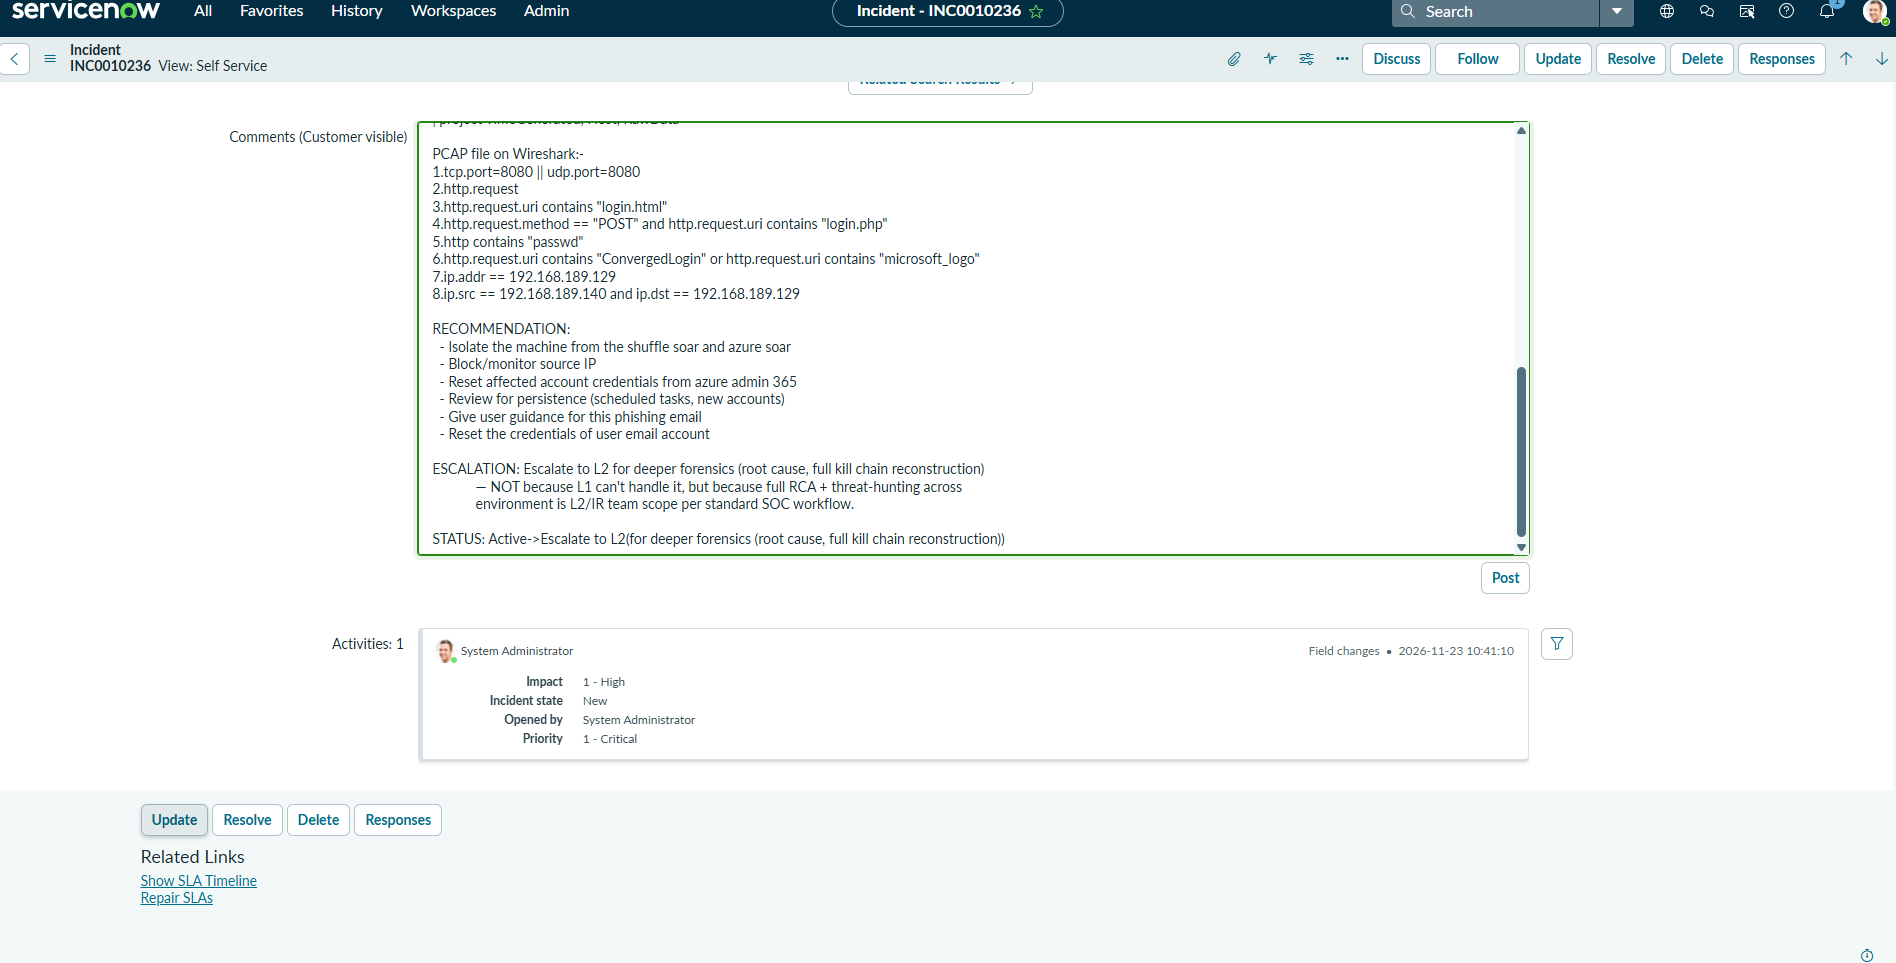 servicenow
All
Favorites
History
Workspaces
Admin
Incident - INC0010236
Search
1
Incident
INC0010236 View: Self Service
Discuss
Follow
Update
Resolve
Delete
Responses
Related Search Results
Comments (Customer visible)
| project TimeGenerated, Host, RawData
PCAP file on Wireshark:-
1.tcp.port=8080 || udp.port=8080
2.http.request
3.http.request.uri contains "login.html"
4.http.request.method == "POST" and http.request.uri contains "login.php"
5.http contains "passwd"
6.http.request.uri contains "ConvergedLogin" or http.request.uri contains "microsoft_logo"
7.ip.addr == 192.168.189.129
8.ip.src == 192.168.189.140 and ip.dst == 192.168.189.129
RECOMMENDATION:
- Isolate the machine from the shuffle soar and azure soar
- Block/monitor source IP
- Reset affected account credentials from azure admin 365
- Review for persistence (scheduled tasks, new accounts)
- Give user guidance for this phishing email
- Reset the credentials of user email account
ESCALATION: Escalate to L2 for deeper forensics (root cause, full kill chain reconstruction)
— NOT because L1 can't handle it, but because full RCA + threat-hunting across
environment is L2/IR team scope per standard SOC workflow.
STATUS: Active->Escalate to L2(for deeper forensics (root cause, full kill chain reconstruction))
Post
Activities: 1
System Administrator
Field changes • 2026-11-23 10:41:10
Impact 1 - High
Incident state New
Opened by System Administrator
Priority 1 - Critical
Update
Resolve
Delete
Responses
Related Links
Show SLA Timeline
Repair SLAs